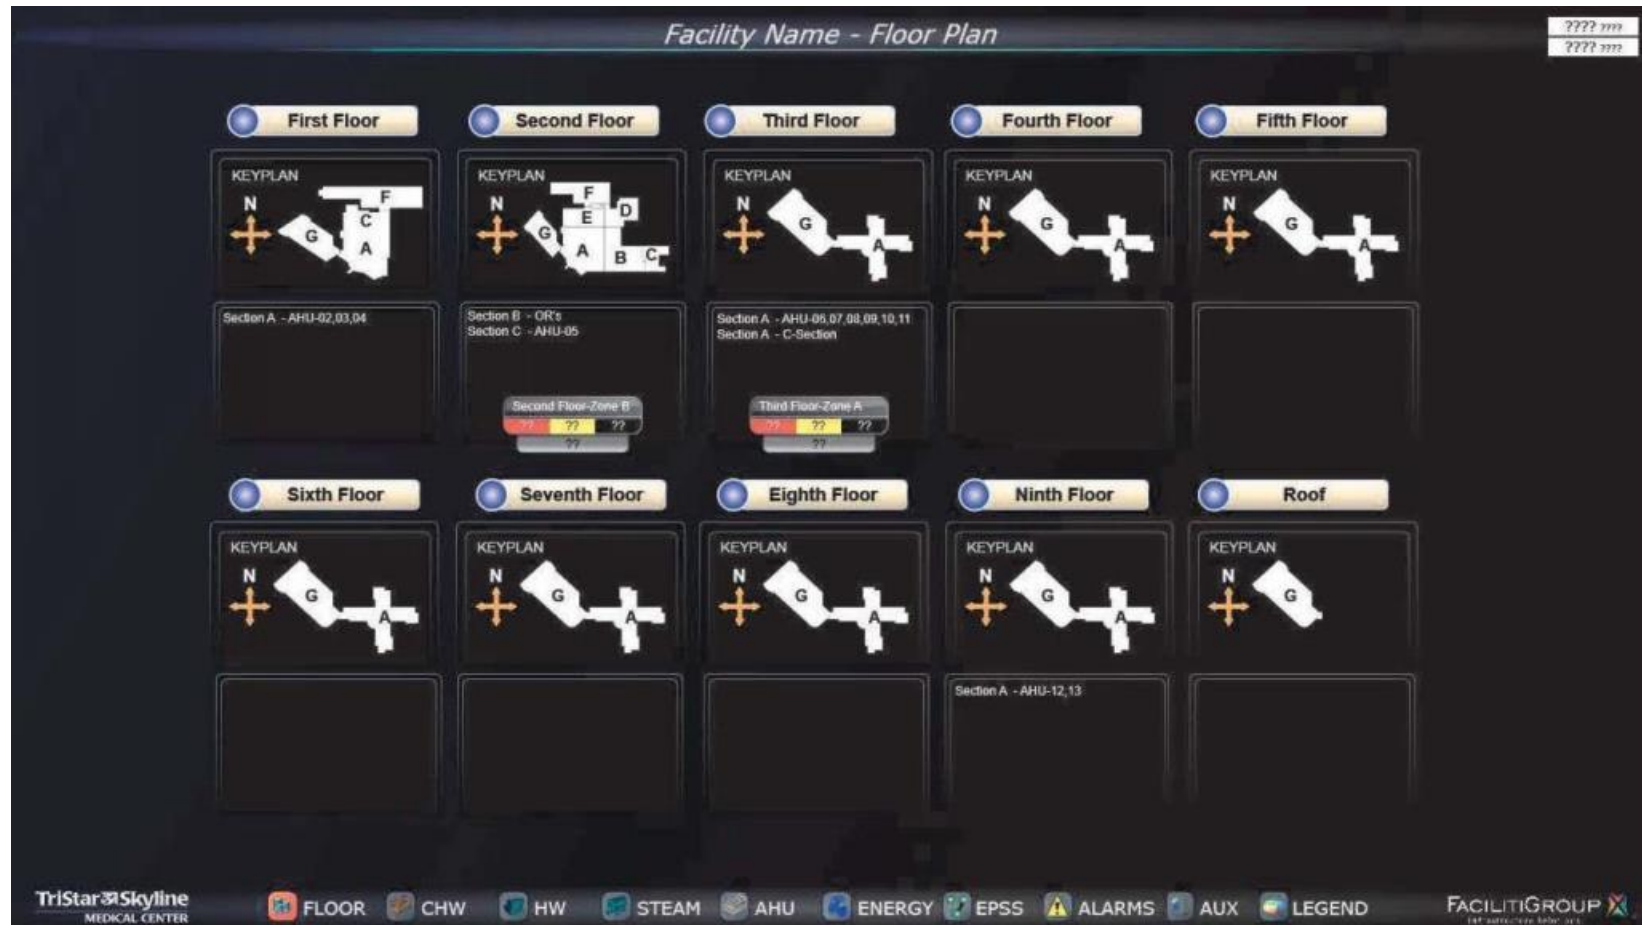 Facility Name - Floor Plan
???? ????
???? ????
First Floor
Second Floor
Third Floor
Fourth Floor
Fifth Floor
KEYPLAN
N
F
C
G
A
KEYPLAN
N
F
D
E
G
A
B
C
KEYPLAN
N
G
A
KEYPLAN
N
G
A
KEYPLAN
N
G
A
Section A - AHU-02,03,04
Section B - OR's
Section C - AHU-05
Second Floor-Zone B
?? ?? ??
??
Section A - AHU-06,07,08,09,10,11
Section A - C-Section
Third Floor-Zone A
?? ?? ??
??
Sixth Floor
Seventh Floor
Eighth Floor
Ninth Floor
Roof
KEYPLAN
N
G
A
KEYPLAN
N
G
A
KEYPLAN
N
G
A
KEYPLAN
N
G
A
KEYPLAN
N
G
Section A - AHU-12,13
TriStar Skyline
MEDICAL CENTER
FLOOR
CHW
HW
STEAM
AHU
ENERGY
EPSS
ALARMS
AUX
LEGEND
FACILITIGROUP